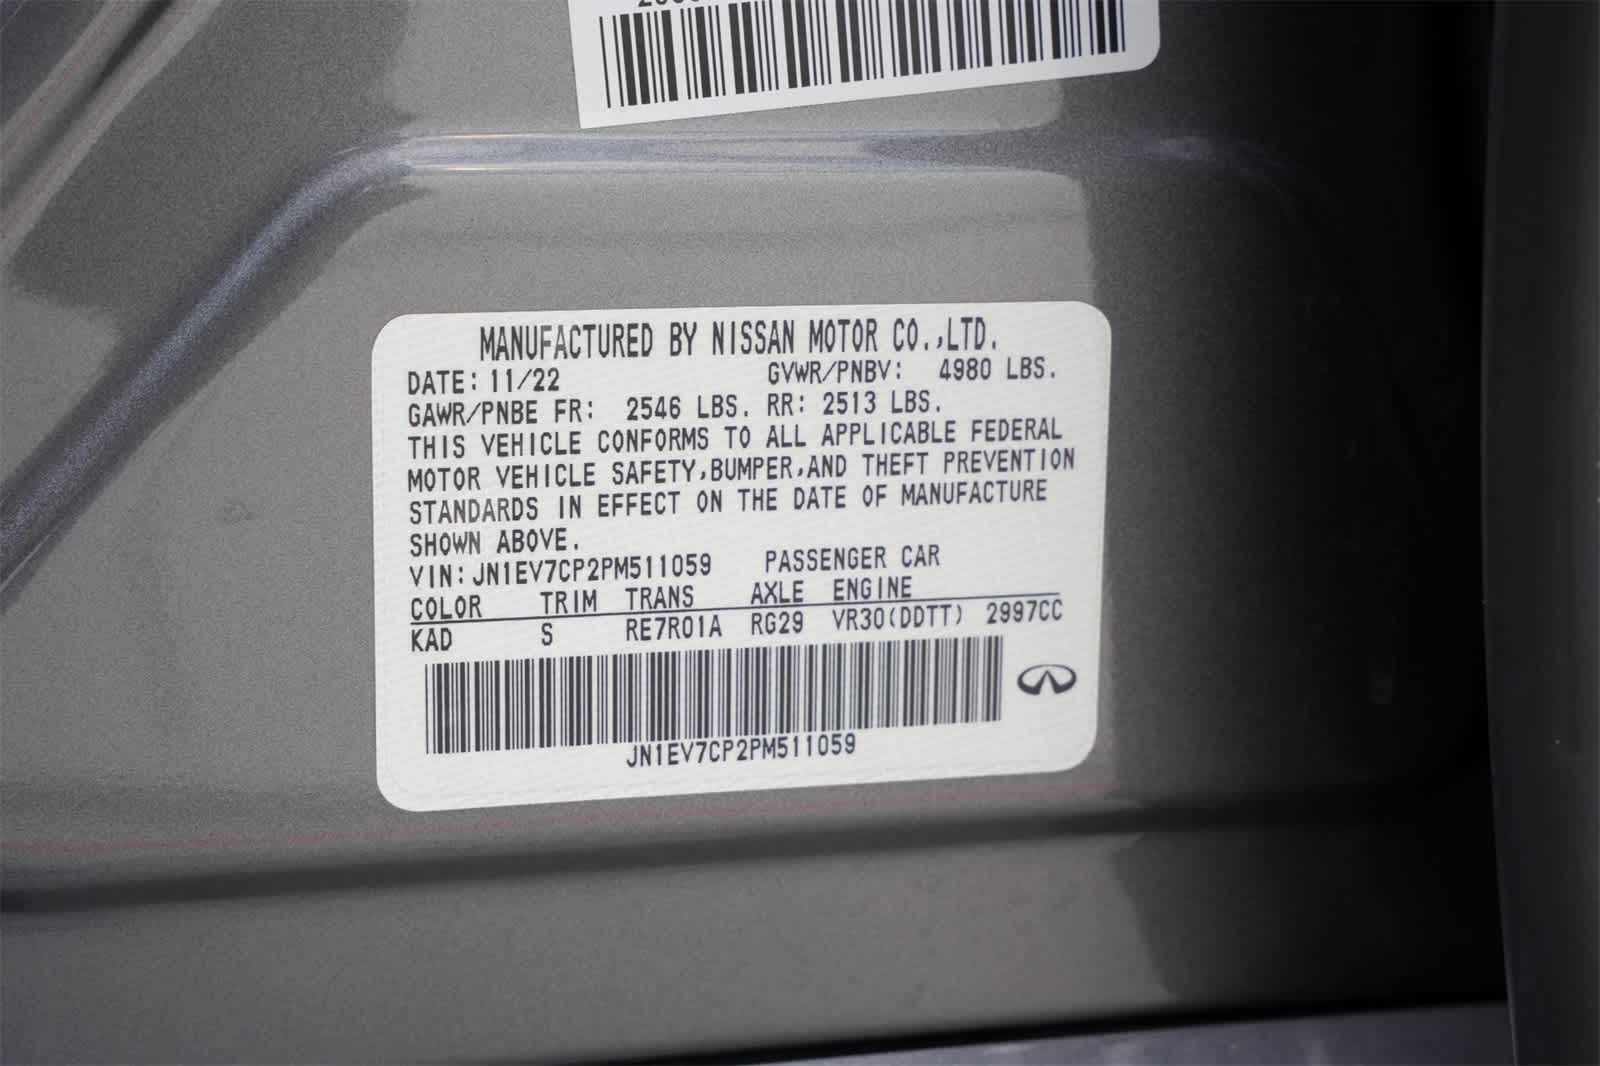 MANUFACTURED BY NISSAN MOTOR CO.,LTD.
DATE: 11/22 GVWR/PNBV: 4980 LBS.
GAWR/PNBE FR: 2546 LBS. RR: 2513 LBS.
THIS VEHICLE CONFORMS TO ALL APPLICABLE FEDERAL
MOTOR VEHICLE SAFETY,BUMPER,AND THEFT PREVENTION
STANDARDS IN EFFECT ON THE DATE OF MANUFACTURE
SHOWN ABOVE.
VIN: JN1EV7CP2PM511059 PASSENGER CAR
COLOR TRIM TRANS AXLE ENGINE
KAD S RE7R01A RG29 VR30(DDTT) 2997CC
JN1EV7CP2PM511059